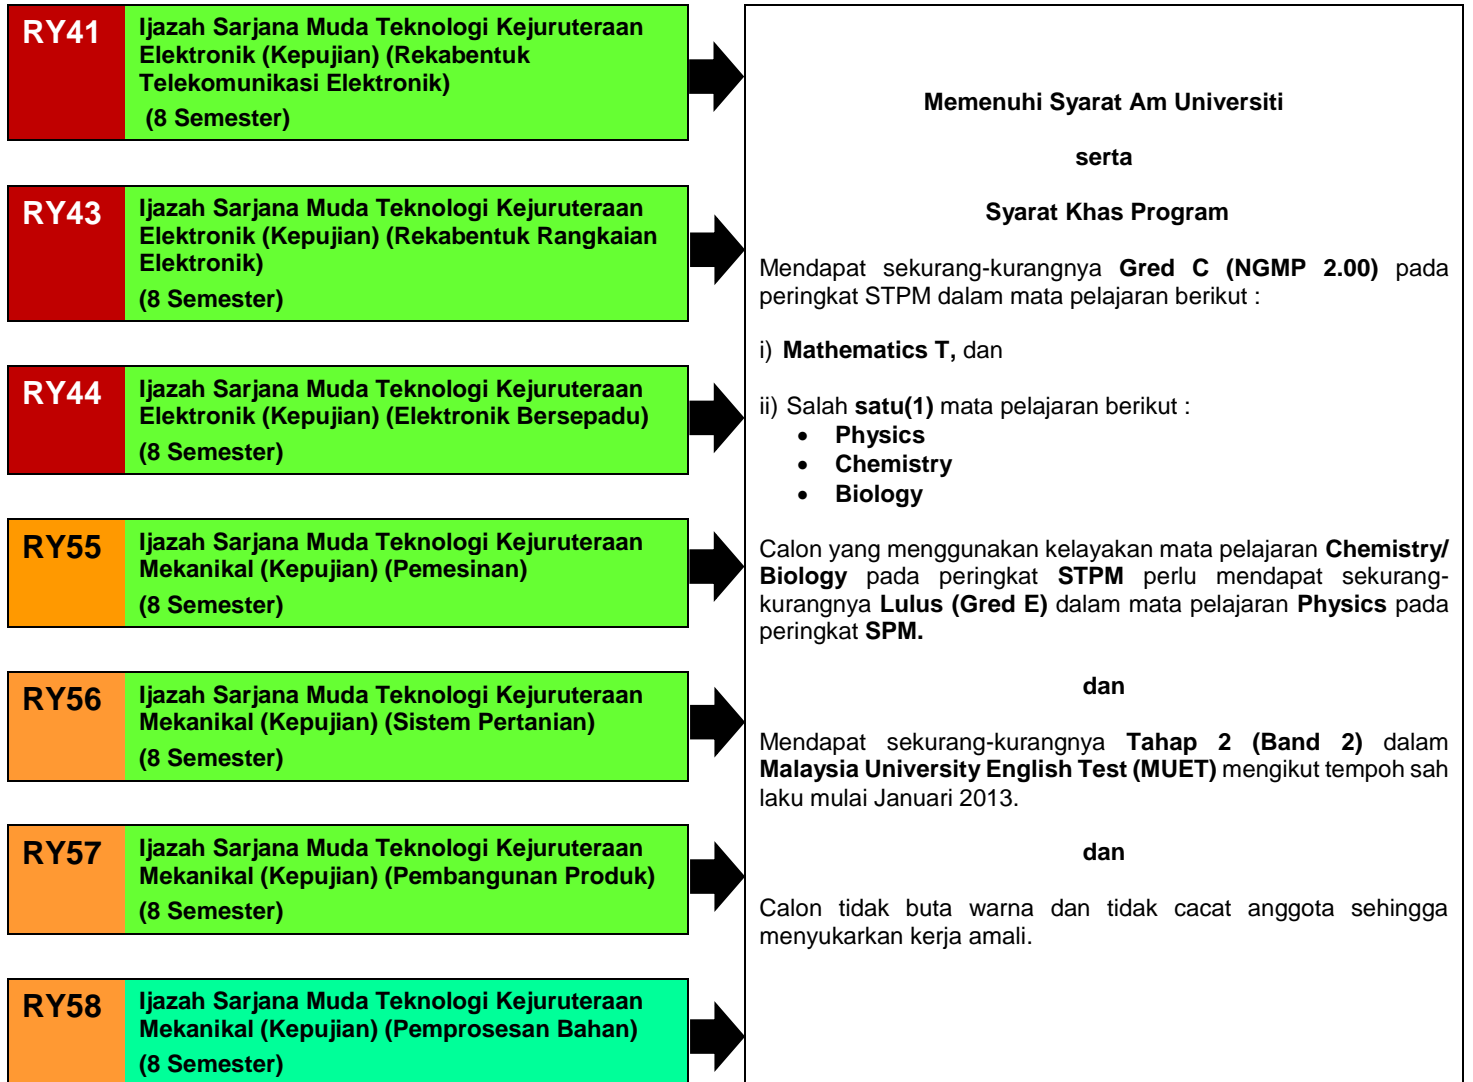 RY41
Ijazah Sarjana Muda Teknologi Kejuruteraan
Elektronik (Kepujian) (Rekabentuk
Telekomunikasi Elektronik)
(8 Semester)
RY43
Ijazah Sarjana Muda Teknologi Kejuruteraan
Elektronik (Kepujian) (Rekabentuk Rangkaian
Elektronik)
(8 Semester)
RY44
Ijazah Sarjana Muda Teknologi Kejuruteraan
Elektronik (Kepujian) (Elektronik Bersepadu)
(8 Semester)
RY55
Ijazah Sarjana Muda Teknologi Kejuruteraan
Mekanikal (Kepujian) (Pemesinan)
(8 Semester)
RY56
Ijazah Sarjana Muda Teknologi Kejuruteraan
Mekanikal (Kepujian) (Sistem Pertanian)
(8 Semester)
RY57
Ijazah Sarjana Muda Teknologi Kejuruteraan
Mekanikal (Kepujian) (Pembangunan Produk)
(8 Semester)
RY58
Ijazah Sarjana Muda Teknologi Kejuruteraan
Mekanikal (Kepujian) (Pemprosesan Bahan)
(8 Semester)
Memenuhi Syarat Am Universiti
serta
Syarat Khas Program
Mendapat sekurang-kurangnya Gred C (NGMP 2.00) pada
peringkat STPM dalam mata pelajaran berikut :
i) Mathematics T, dan
ii) Salah satu(1) mata pelajaran berikut :
• Physics
• Chemistry
• Biology
Calon yang menggunakan kelayakan mata pelajaran Chemistry/
Biology pada peringkat STPM perlu mendapat sekurang-
kurangnya Lulus (Gred E) dalam mata pelajaran Physics pada
peringkat SPM.
dan
Mendapat sekurang-kurangnya Tahap 2 (Band 2) dalam
Malaysia University English Test (MUET) mengikut tempoh sah
laku mulai Januari 2013.
dan
Calon tidak buta warna dan tidak cacat anggota sehingga
menyukarkan kerja amali.